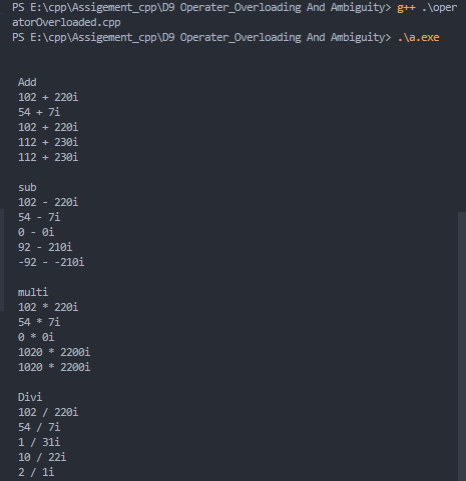 PS E:\cpp\Assigement_cpp\D9 Operater_Overloading And Ambiguity> g++ .\oper
atorOverloaded.cpp
PS E:\cpp\Assigement_cpp\D9 Operater_Overloading And Ambiguity> .\a.exe
Add
102 + 220i
54 + 7i
102 + 220i
112 + 230i
112 + 230i
sub
102 - 220i
54 - 7i
0 - 0i
92 - 210i
-92 - -210i
multi
102 * 220i
54 * 7i
0 * 0i
1020 * 2200i
1020 * 2200i
Divi
102 / 220i
54 / 7i
1 / 31i
10 / 22i
2 / 1i